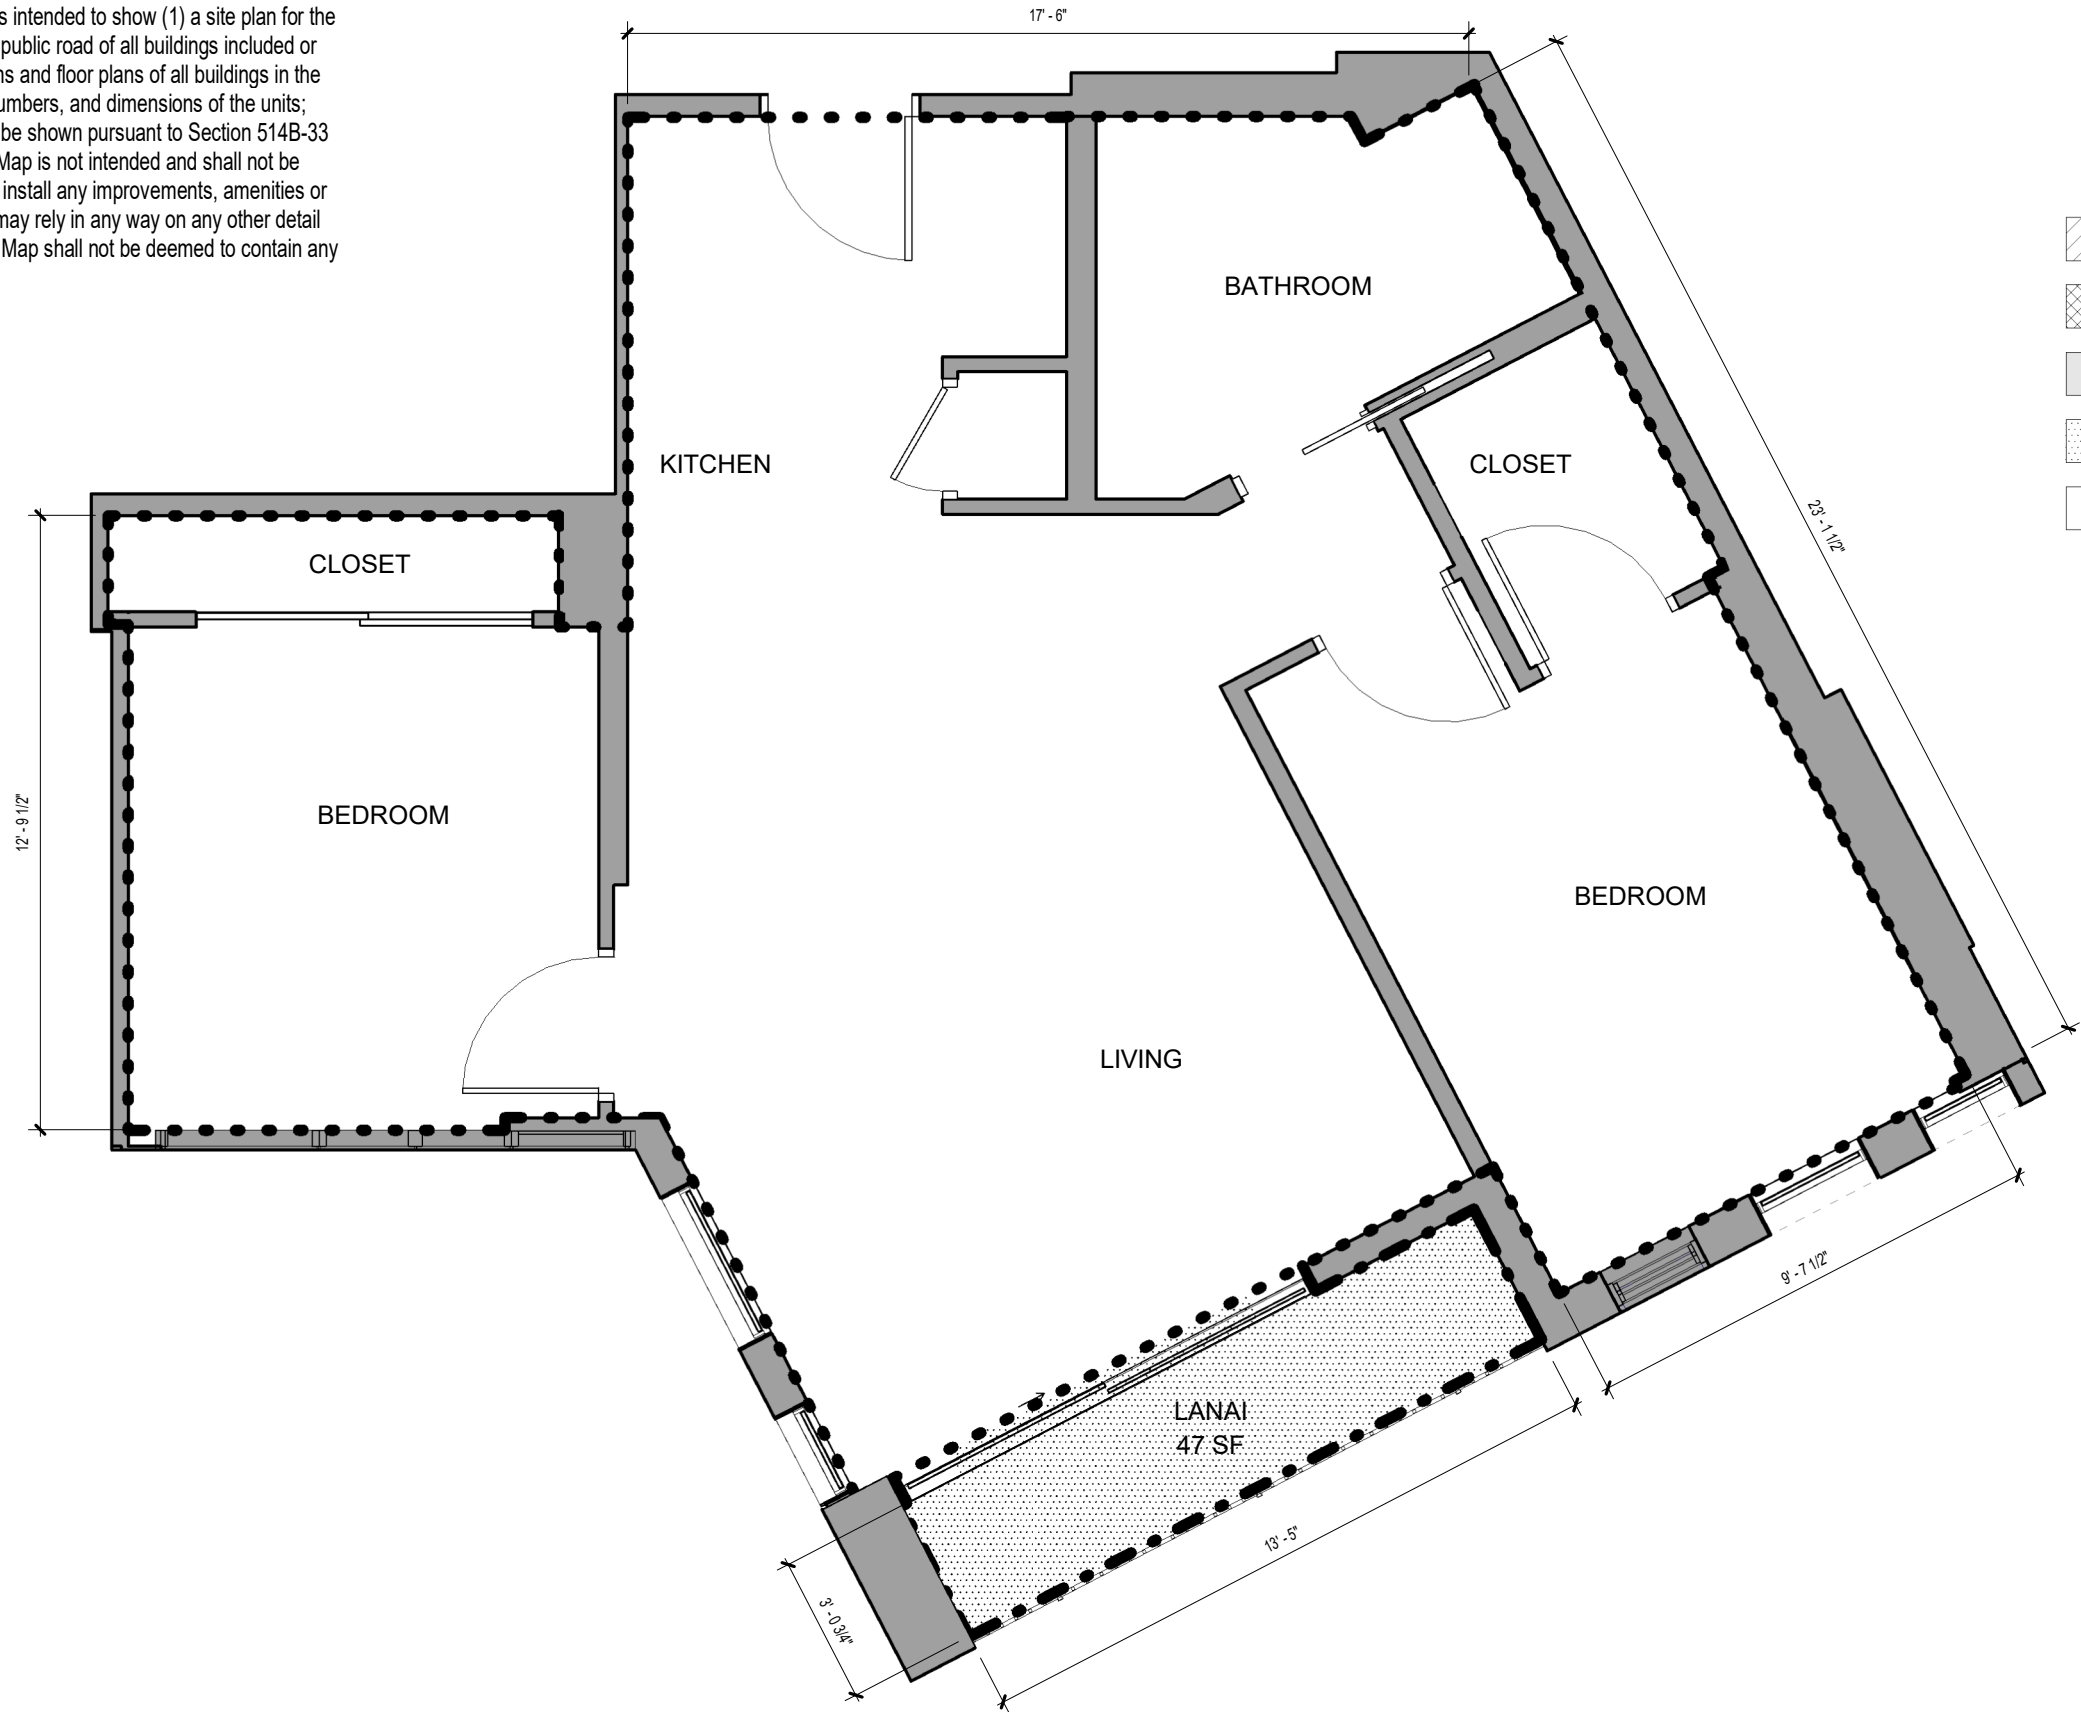 s intended to show (1) a site plan for the
public road of all buildings included or
ns and floor plans of all buildings in the
umbers, and dimensions of the units;
be shown pursuant to Section 514B-33
Map is not intended and shall not be
install any improvements, amenities or
may rely in any way on any other detail
Map shall not be deemed to contain any
17' - 6"
BATHROOM
KITCHEN
CLOSET
23' - 1 1/2"
CLOSET
12' - 9 1/2"
BEDROOM
BEDROOM
LIVING
9' - 7 1/2"
LANAI
47 SF
13' - 5"
3' - 0 3/4"